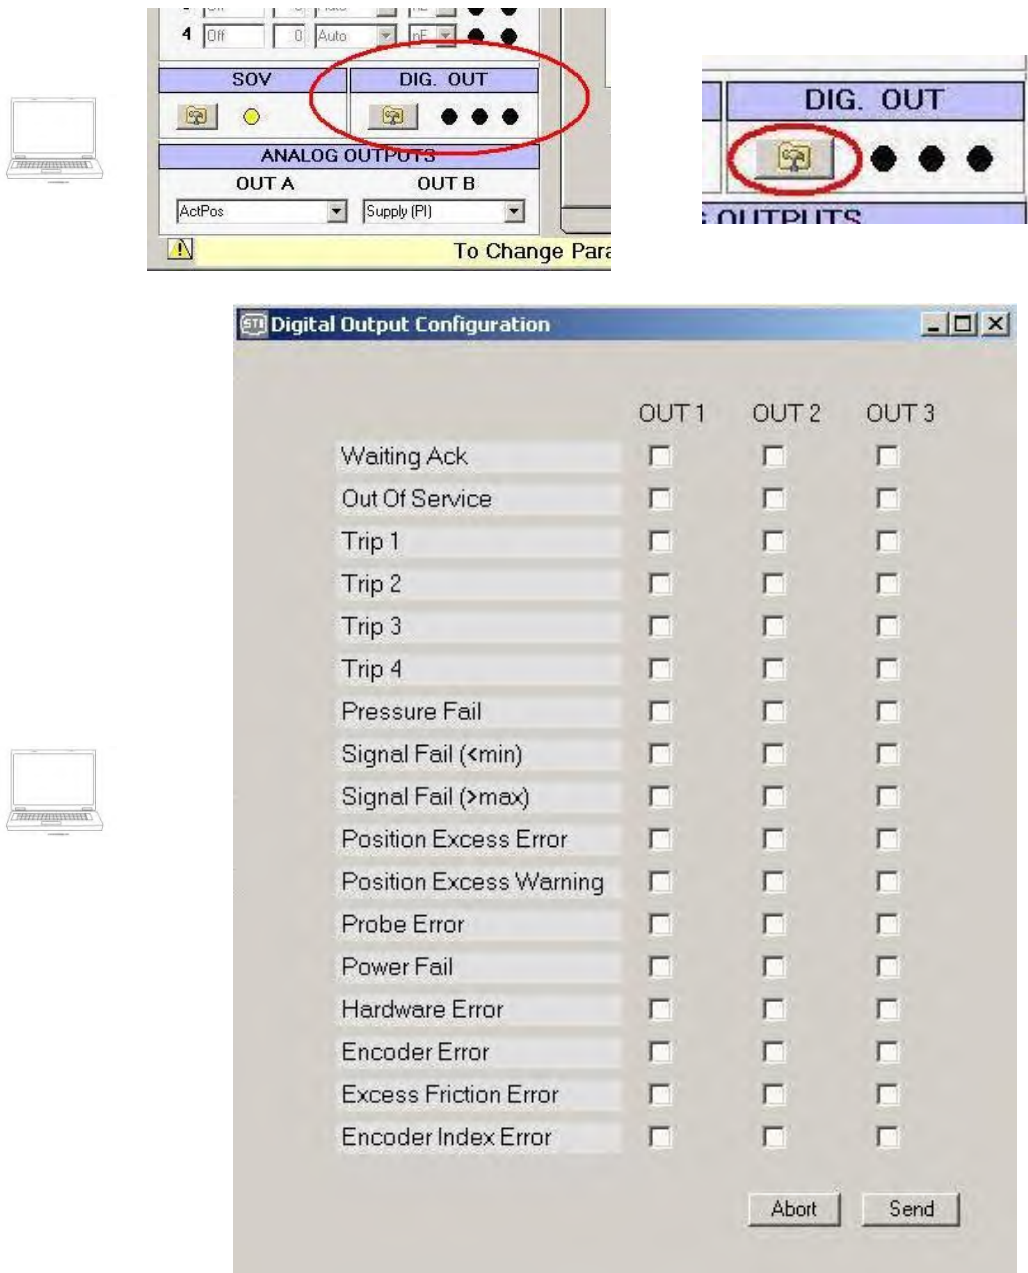 4 Off 0 Auto nE
SOV DIG. OUT
ANALOG OUTPUTS
OUT A OUT B
ActPos Supply (PI)
To Change Para
DIG. OUT
OUTPUTS
STI Digital Output Configuration
OUT 1 OUT 2 OUT 3
Waiting Ack
Out Of Service
Trip 1
Trip 2
Trip 3
Trip 4
Pressure Fail
Signal Fail (<min)
Signal Fail (>max)
Position Excess Error
Position Excess Warning
Probe Error
Power Fail
Hardware Error
Encoder Error
Excess Friction Error
Encoder Index Error
Abort Send